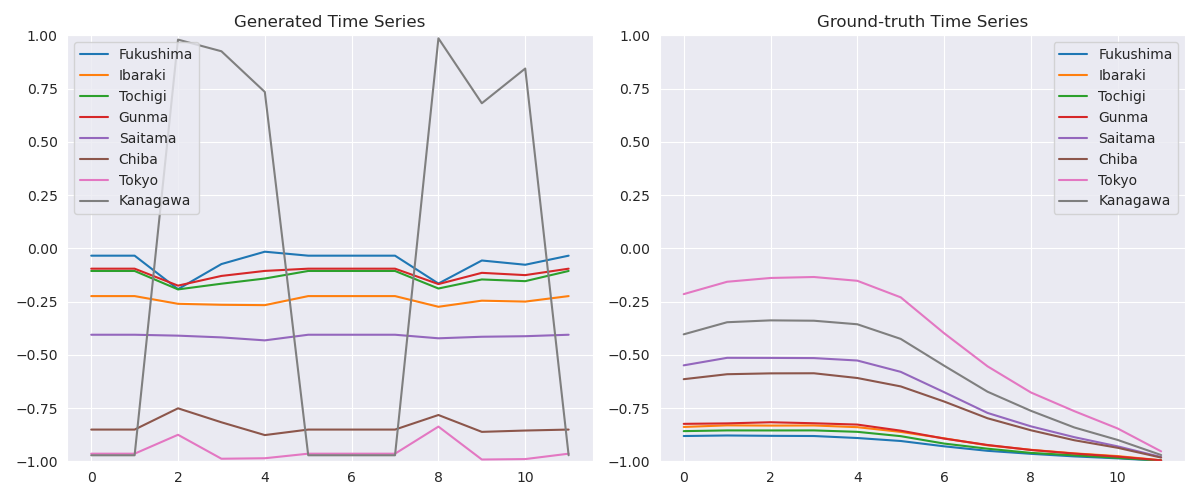 Generated Time Series
1.00
0.75
0.50
0.25
0.00
−0.25
−0.50
−0.75
−1.00
0 2 4 6 8 10
Fukushima
Ibaraki
Tochigi
Gunma
Saitama
Chiba
Tokyo
Kanagawa
Ground-truth Time Series
1.00
0.75
0.50
0.25
0.00
−0.25
−0.50
−0.75
−1.00
0 2 4 6 8 10
Fukushima
Ibaraki
Tochigi
Gunma
Saitama
Chiba
Tokyo
Kanagawa